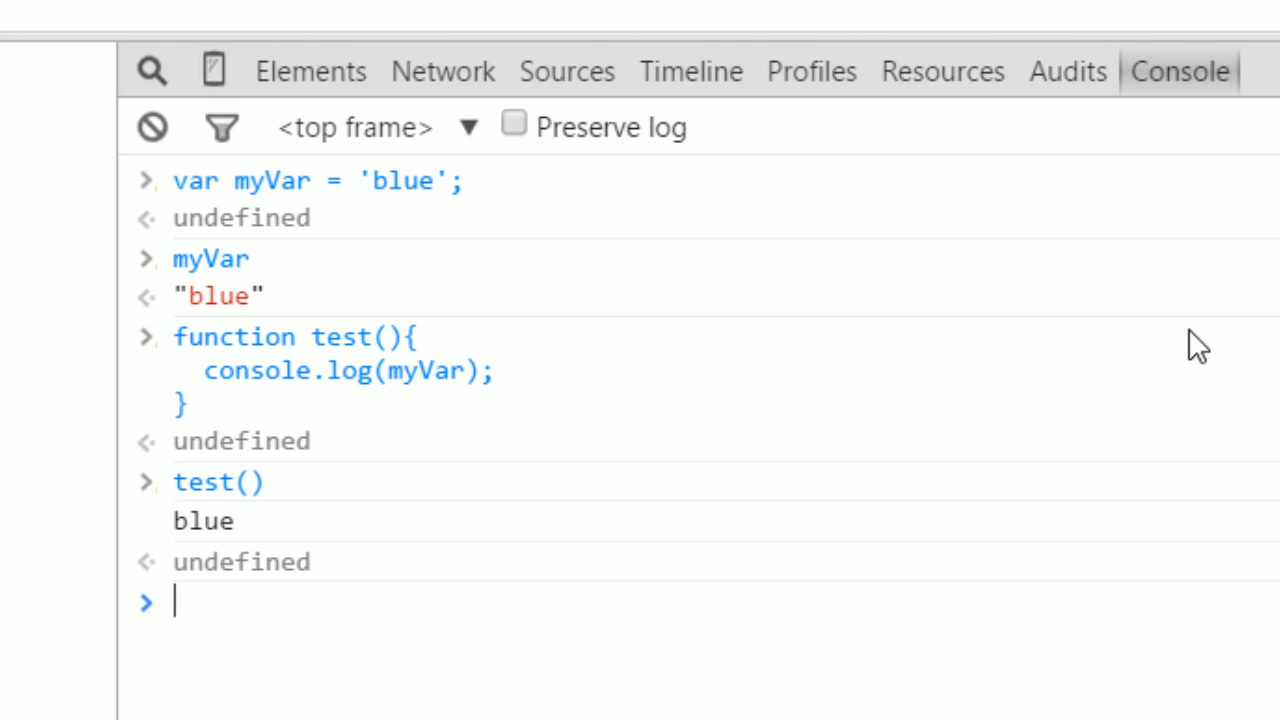 Elements Network Sources Timeline Profiles Resources Audits Console
<top frame> ▼ Preserve log
> var myVar = 'blue';
< undefined
> myVar
< "blue"
> function test(){
  console.log(myVar);
}
< undefined
> test()
blue
< undefined
>